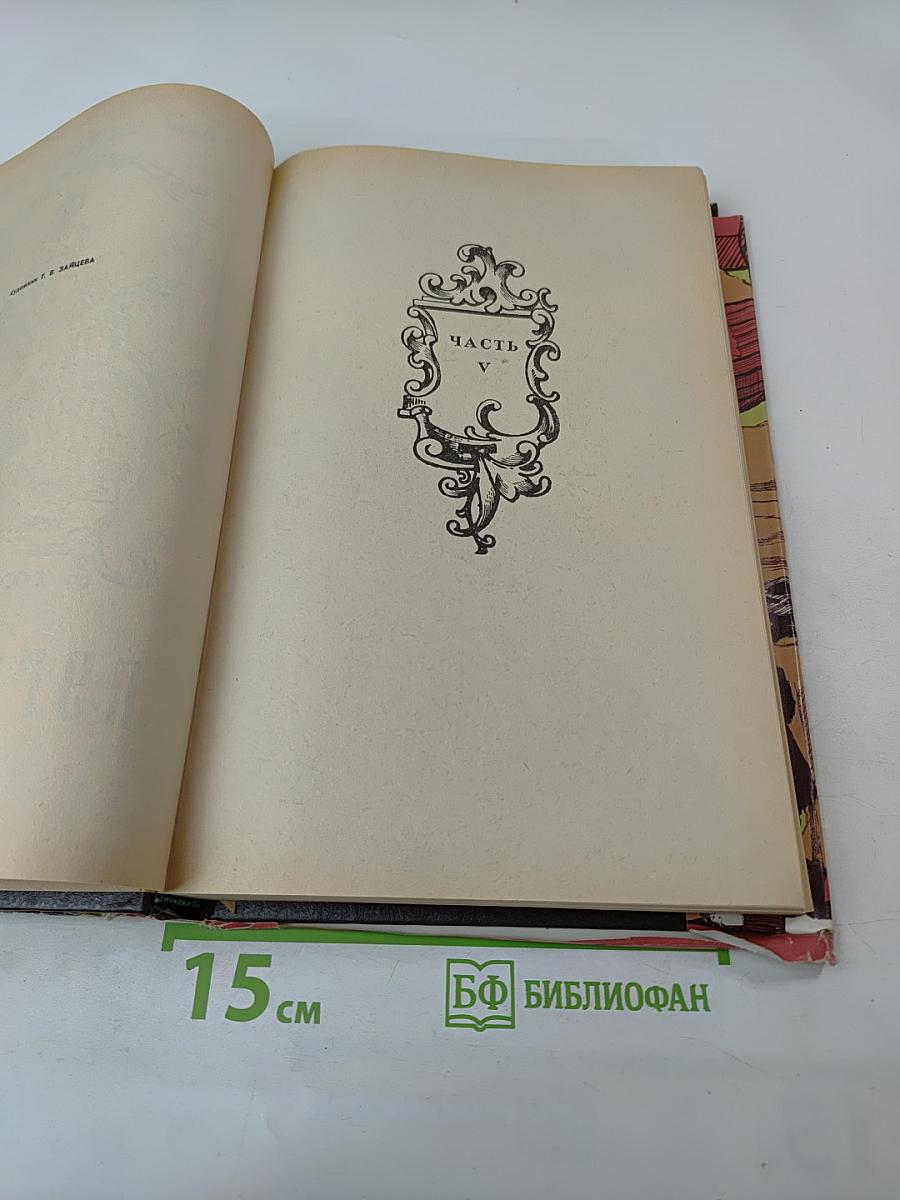 Художник Т. В. ЗАЙЦЕВА
ЧАСТЬ
V
15 см
БФ БИБЛИОФАН